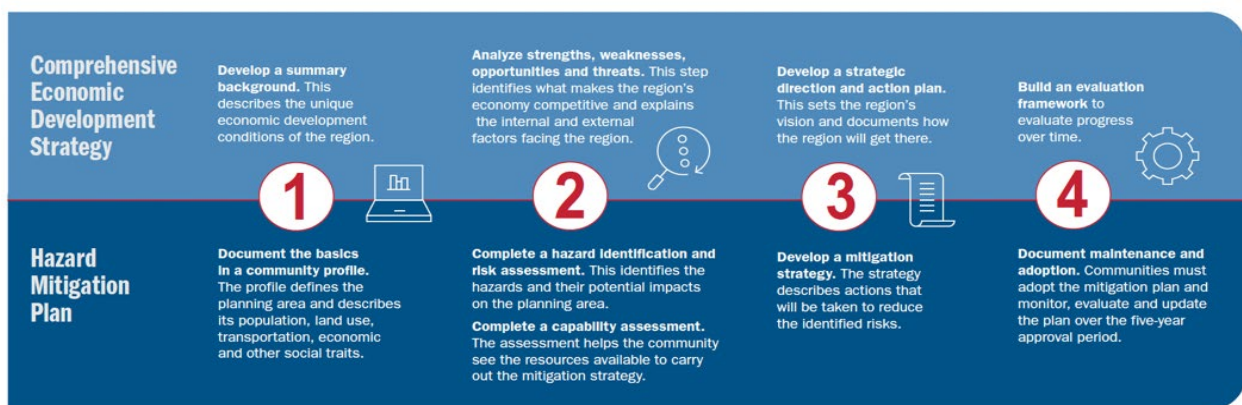 Comprehensive
Economic
Development
Strategy
Develop a summary
background. This
describes the unique
economic development
conditions of the region.
Analyze strengths, weaknesses,
opportunities and threats. This step
identifies what makes the region's
economy competitive and explains
the internal and external
factors facing the region.
Develop a strategic
direction and action plan.
This sets the region's
vision and documents how
the region will get there.
Build an evaluation
framework to
evaluate progress
over time.
1
2
3
4
Hazard
Mitigation
Plan
Document the basics
in a community profile.
The profile defines the
planning area and describes
its population, land use,
transportation, economic
and other social traits.
Complete a hazard identification and
risk assessment. This identifies the
hazards and their potential impacts
on the planning area.
Complete a capability assessment.
The assessment helps the community
see the resources available to carry
out the mitigation strategy.
Develop a mitigation
strategy. The strategy
describes actions that
will be taken to reduce
the identified risks.
Document maintenance and
adoption. Communities must
adopt the mitigation plan and
monitor, evaluate and update
the plan over the five-year
approval period.